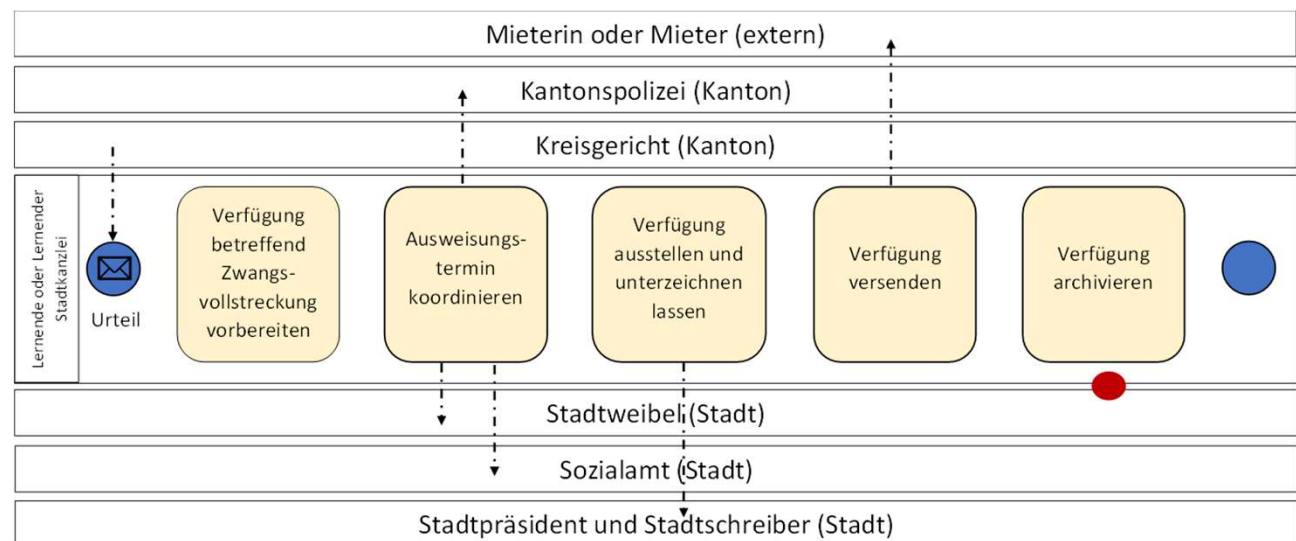 Mieterin oder Mieter (extern)
Kantonspolizei (Kanton)
Kreisgericht (Kanton)
Lernende oder Lernender
Stadtkanzlei
Urteil
Verfügung
betreffend
Zwangs-
vollstreckung
vorbereiten
Ausweisungs-
termin
koordinieren
Verfügung
ausstellen und
unterzeichnen
lassen
Verfügung
versenden
Verfügung
archivieren
Stadtweibel (Stadt)
Sozialamt (Stadt)
Stadtpräsident und Stadtschreiber (Stadt)